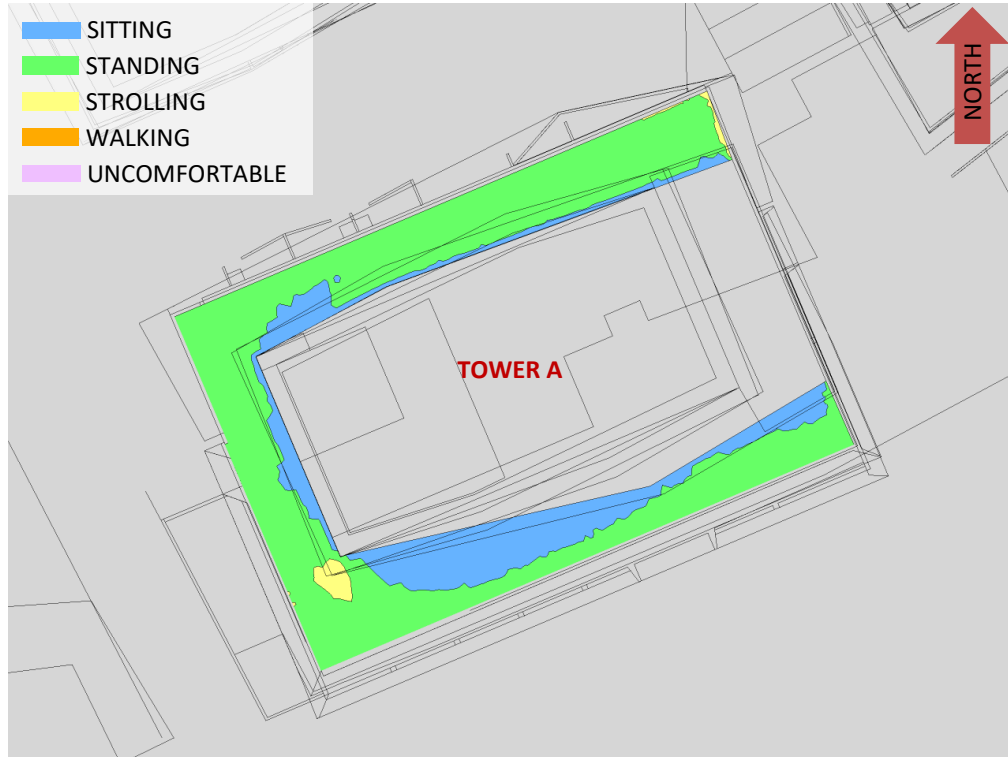 SITTING
STANDING
STROLLING
WALKING
UNCOMFORTABLE
NORTH
TOWER A